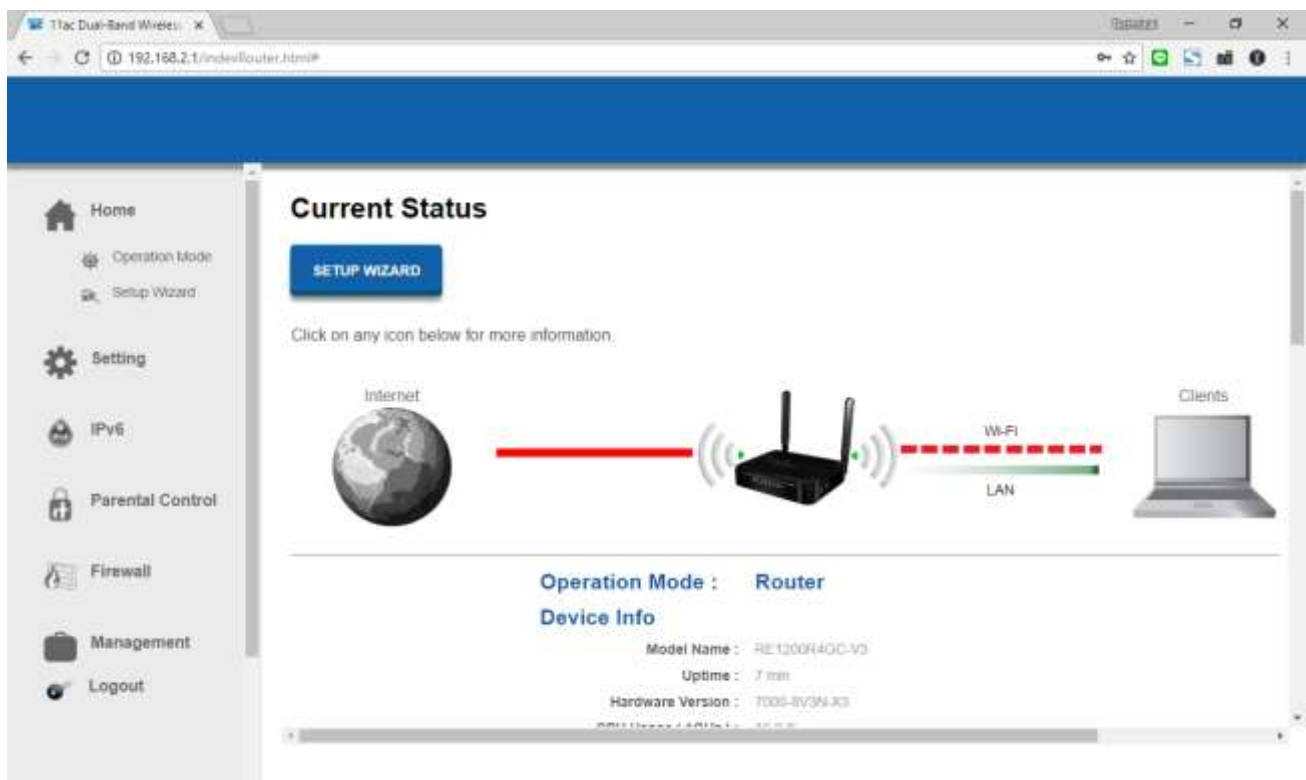 11ac Dual-Band Wireless
192.168.2.1/indexRouter.html#
Home
Operation Mode
Setup Wizard
Setting
IPv6
Parental Control
Firewall
Management
Logout
Current Status
SETUP WIZARD
Click on any icon below for more information.
Internet
Wi-Fi
LAN
Clients
Operation Mode : Router
Device Info
Model Name : RE1200R4GC-V3
Uptime : 7 min
Hardware Version :